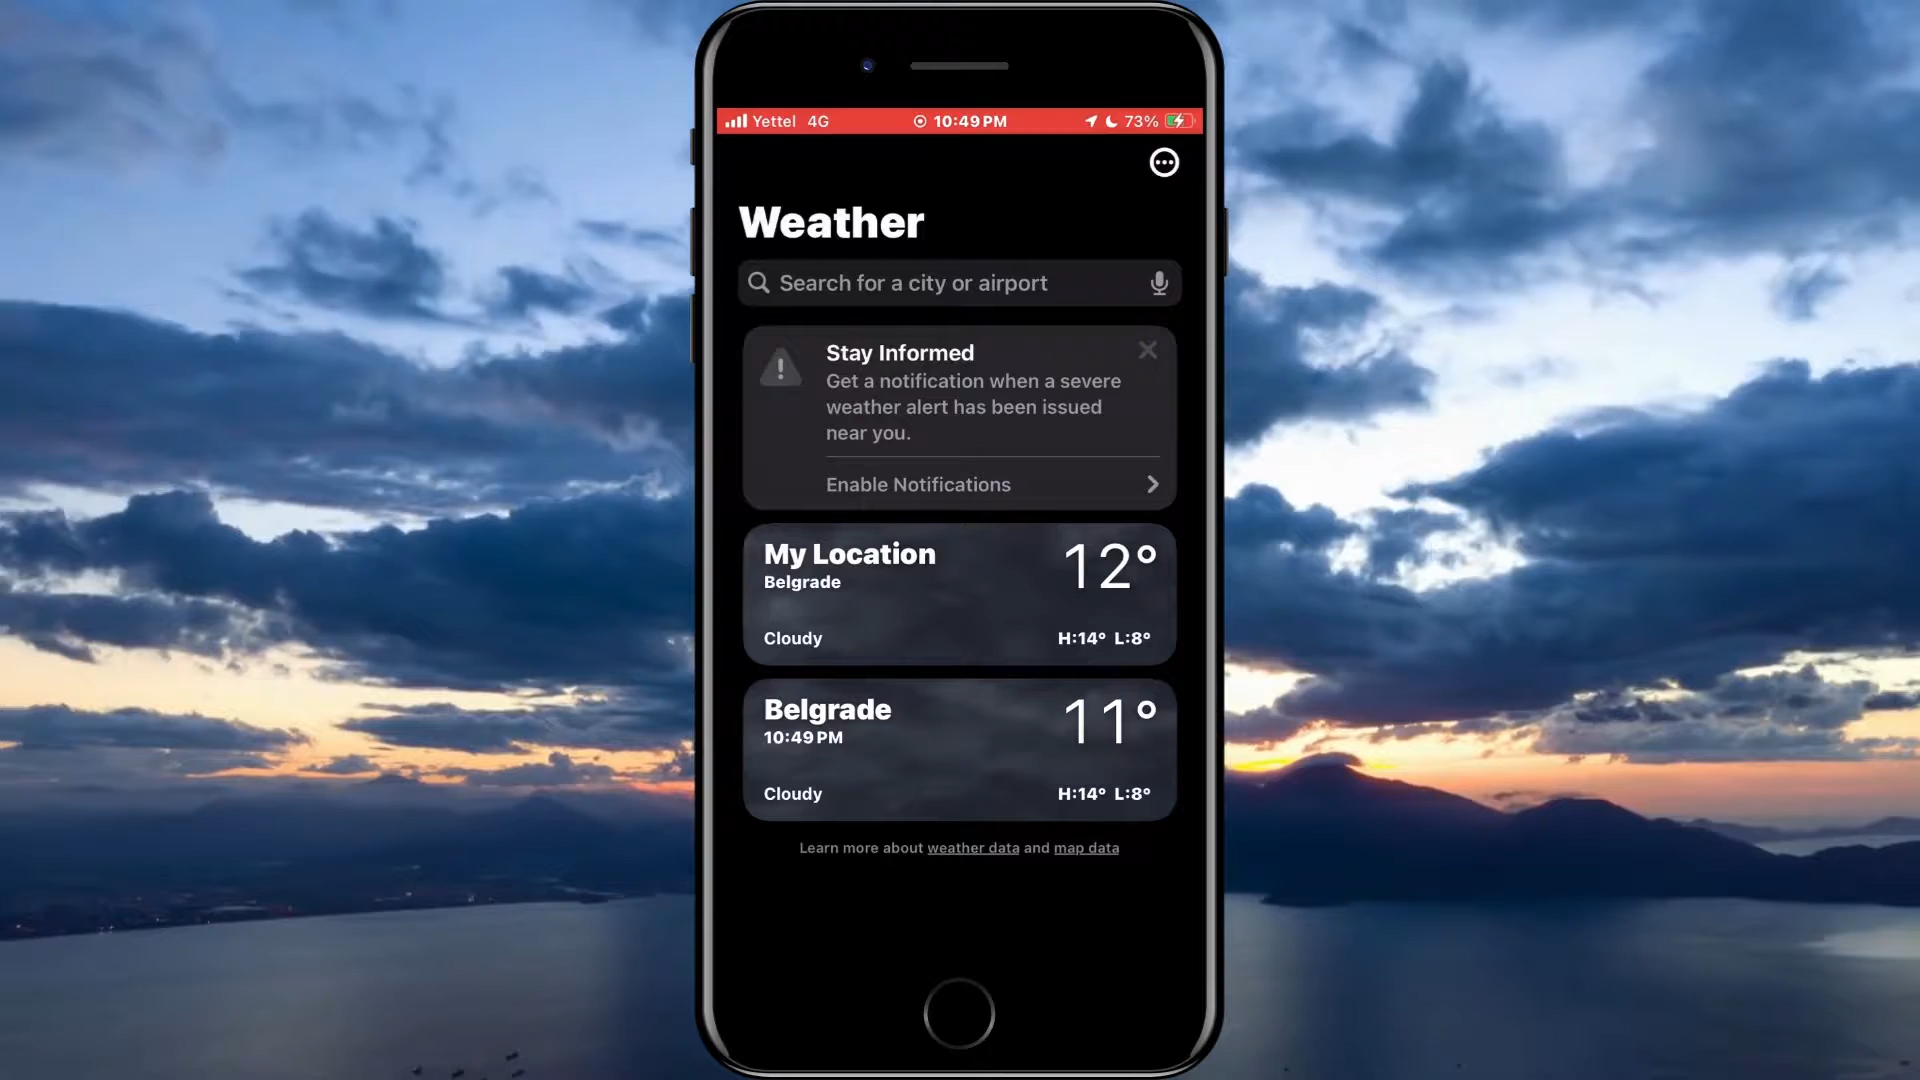 Yettel 4G 10:49 PM 73%
Weather
Search for a city or airport
Stay Informed
Get a notification when a severe
weather alert has been issued
near you.
Enable Notifications
My Location 12°
Belgrade
Cloudy H:14° L:8°
Belgrade 11°
10:49 PM
Cloudy H:14° L:8°
Learn more about weather data and map data